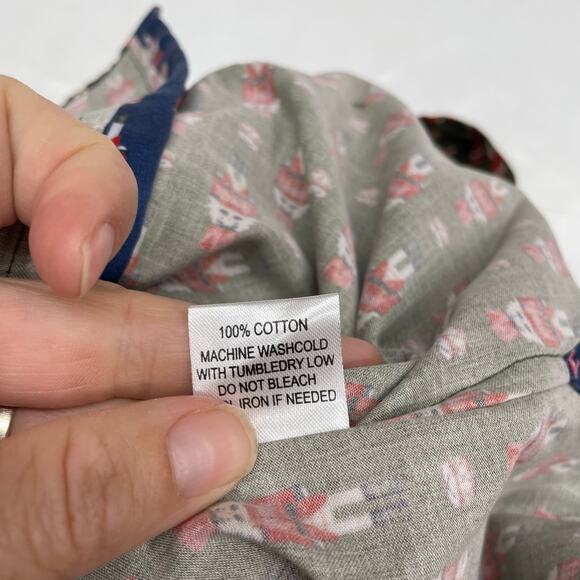 100% COTTON
MACHINE WASHCOLD
WITH TUMBLEDRY LOW
DO NOT BLEACH
IRON IF NEEDED